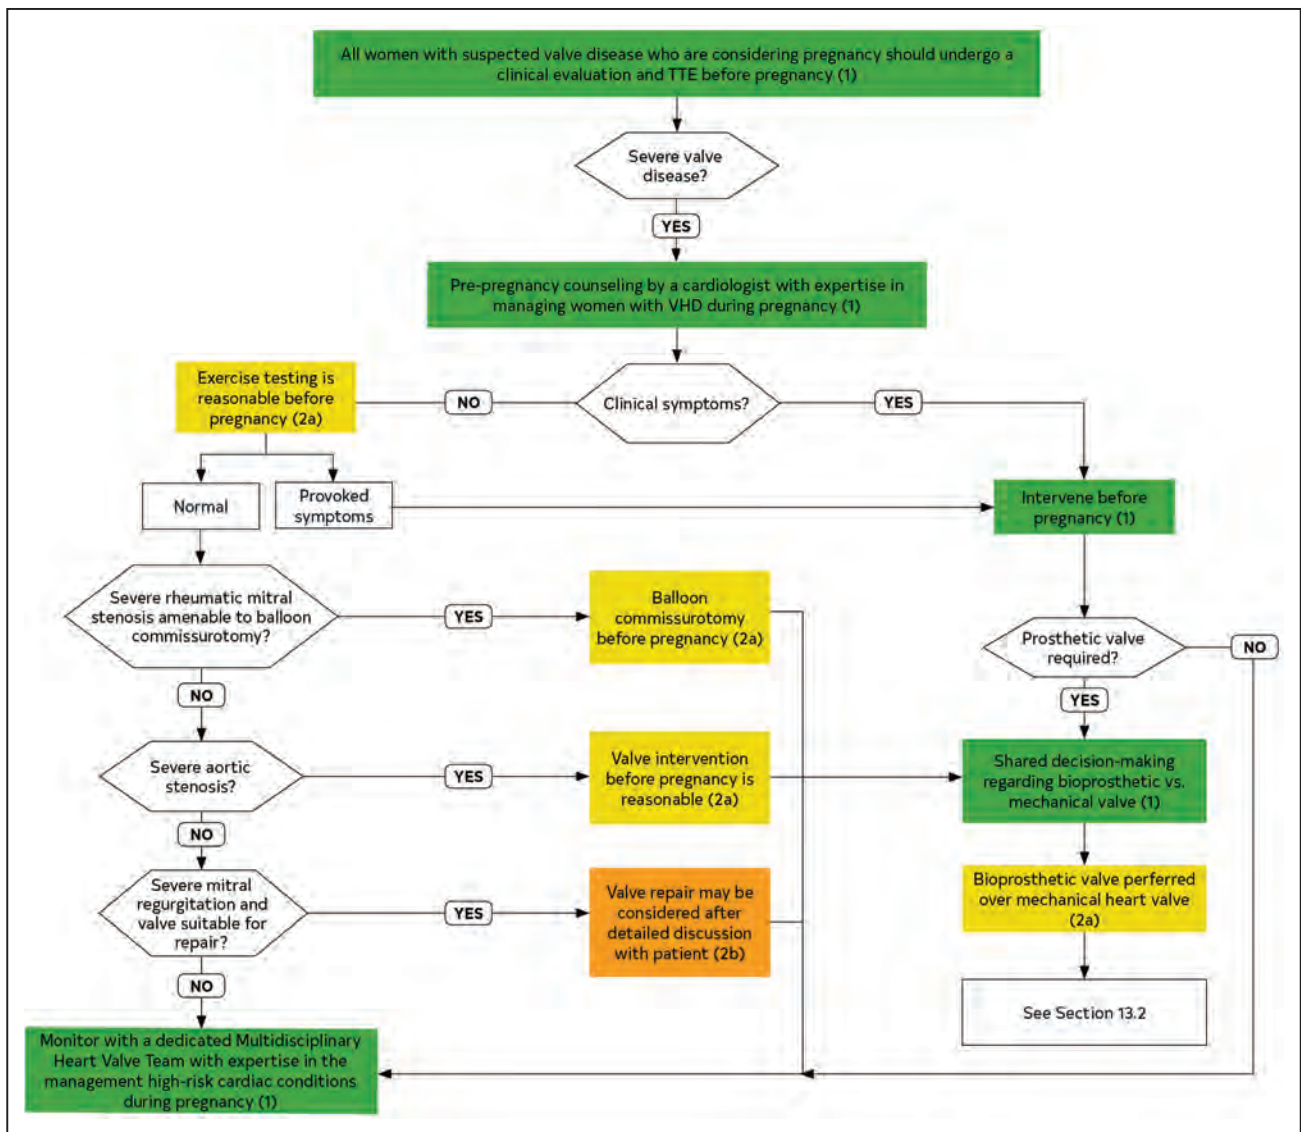 All women with suspected valve disease who are considering pregnancy should undergo a
clinical evaluation and TTE before pregnancy (1)
Severe valve
disease?
YES
Pre-pregnancy counseling by a cardiologist with expertise in
managing women with VHD during pregnancy (1)
Exercise testing is
reasonable before
pregnancy (2a)
NO
Clinical symptoms?
YES
Normal
Provoked
symptoms
Intervene before
pregnancy (1)
Severe rheumatic mitral
stenosis amenable to balloon
commissurotomy?
YES
Balloon
commissurotomy
before pregnancy (2a)
Prosthetic valve
required?
NO
NO
YES
Severe aortic
stenosis?
YES
Valve intervention
before pregnancy is
reasonable (2a)
Shared decision-making
regarding bioprosthetic vs.
mechanical valve (1)
NO
Severe mitral
regurgitation and
valve suitable for
repair?
YES
Valve repair may be
considered after
detailed discussion
with patient (2b)
Bioprosthetic valve perferred
over mechanical heart valve
(2a)
NO
See Section 13.2
Monitor with a dedicated Multidisciplinary
Heart Valve Team with expertise in the
management high-risk cardiac conditions
during pregnancy (1)